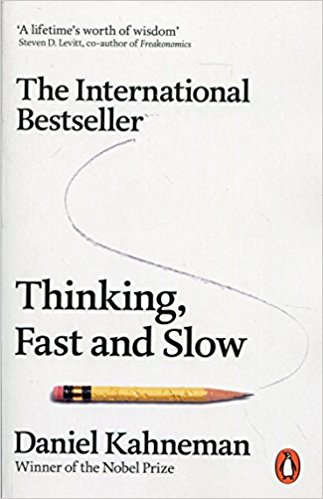 ‘A lifetime’s worth of wisdom’
Steven D. Levitt, co-author of Freakonomics
The International
Bestseller
Thinking,
Fast and Slow
Daniel Kahneman
Winner of the Nobel Prize